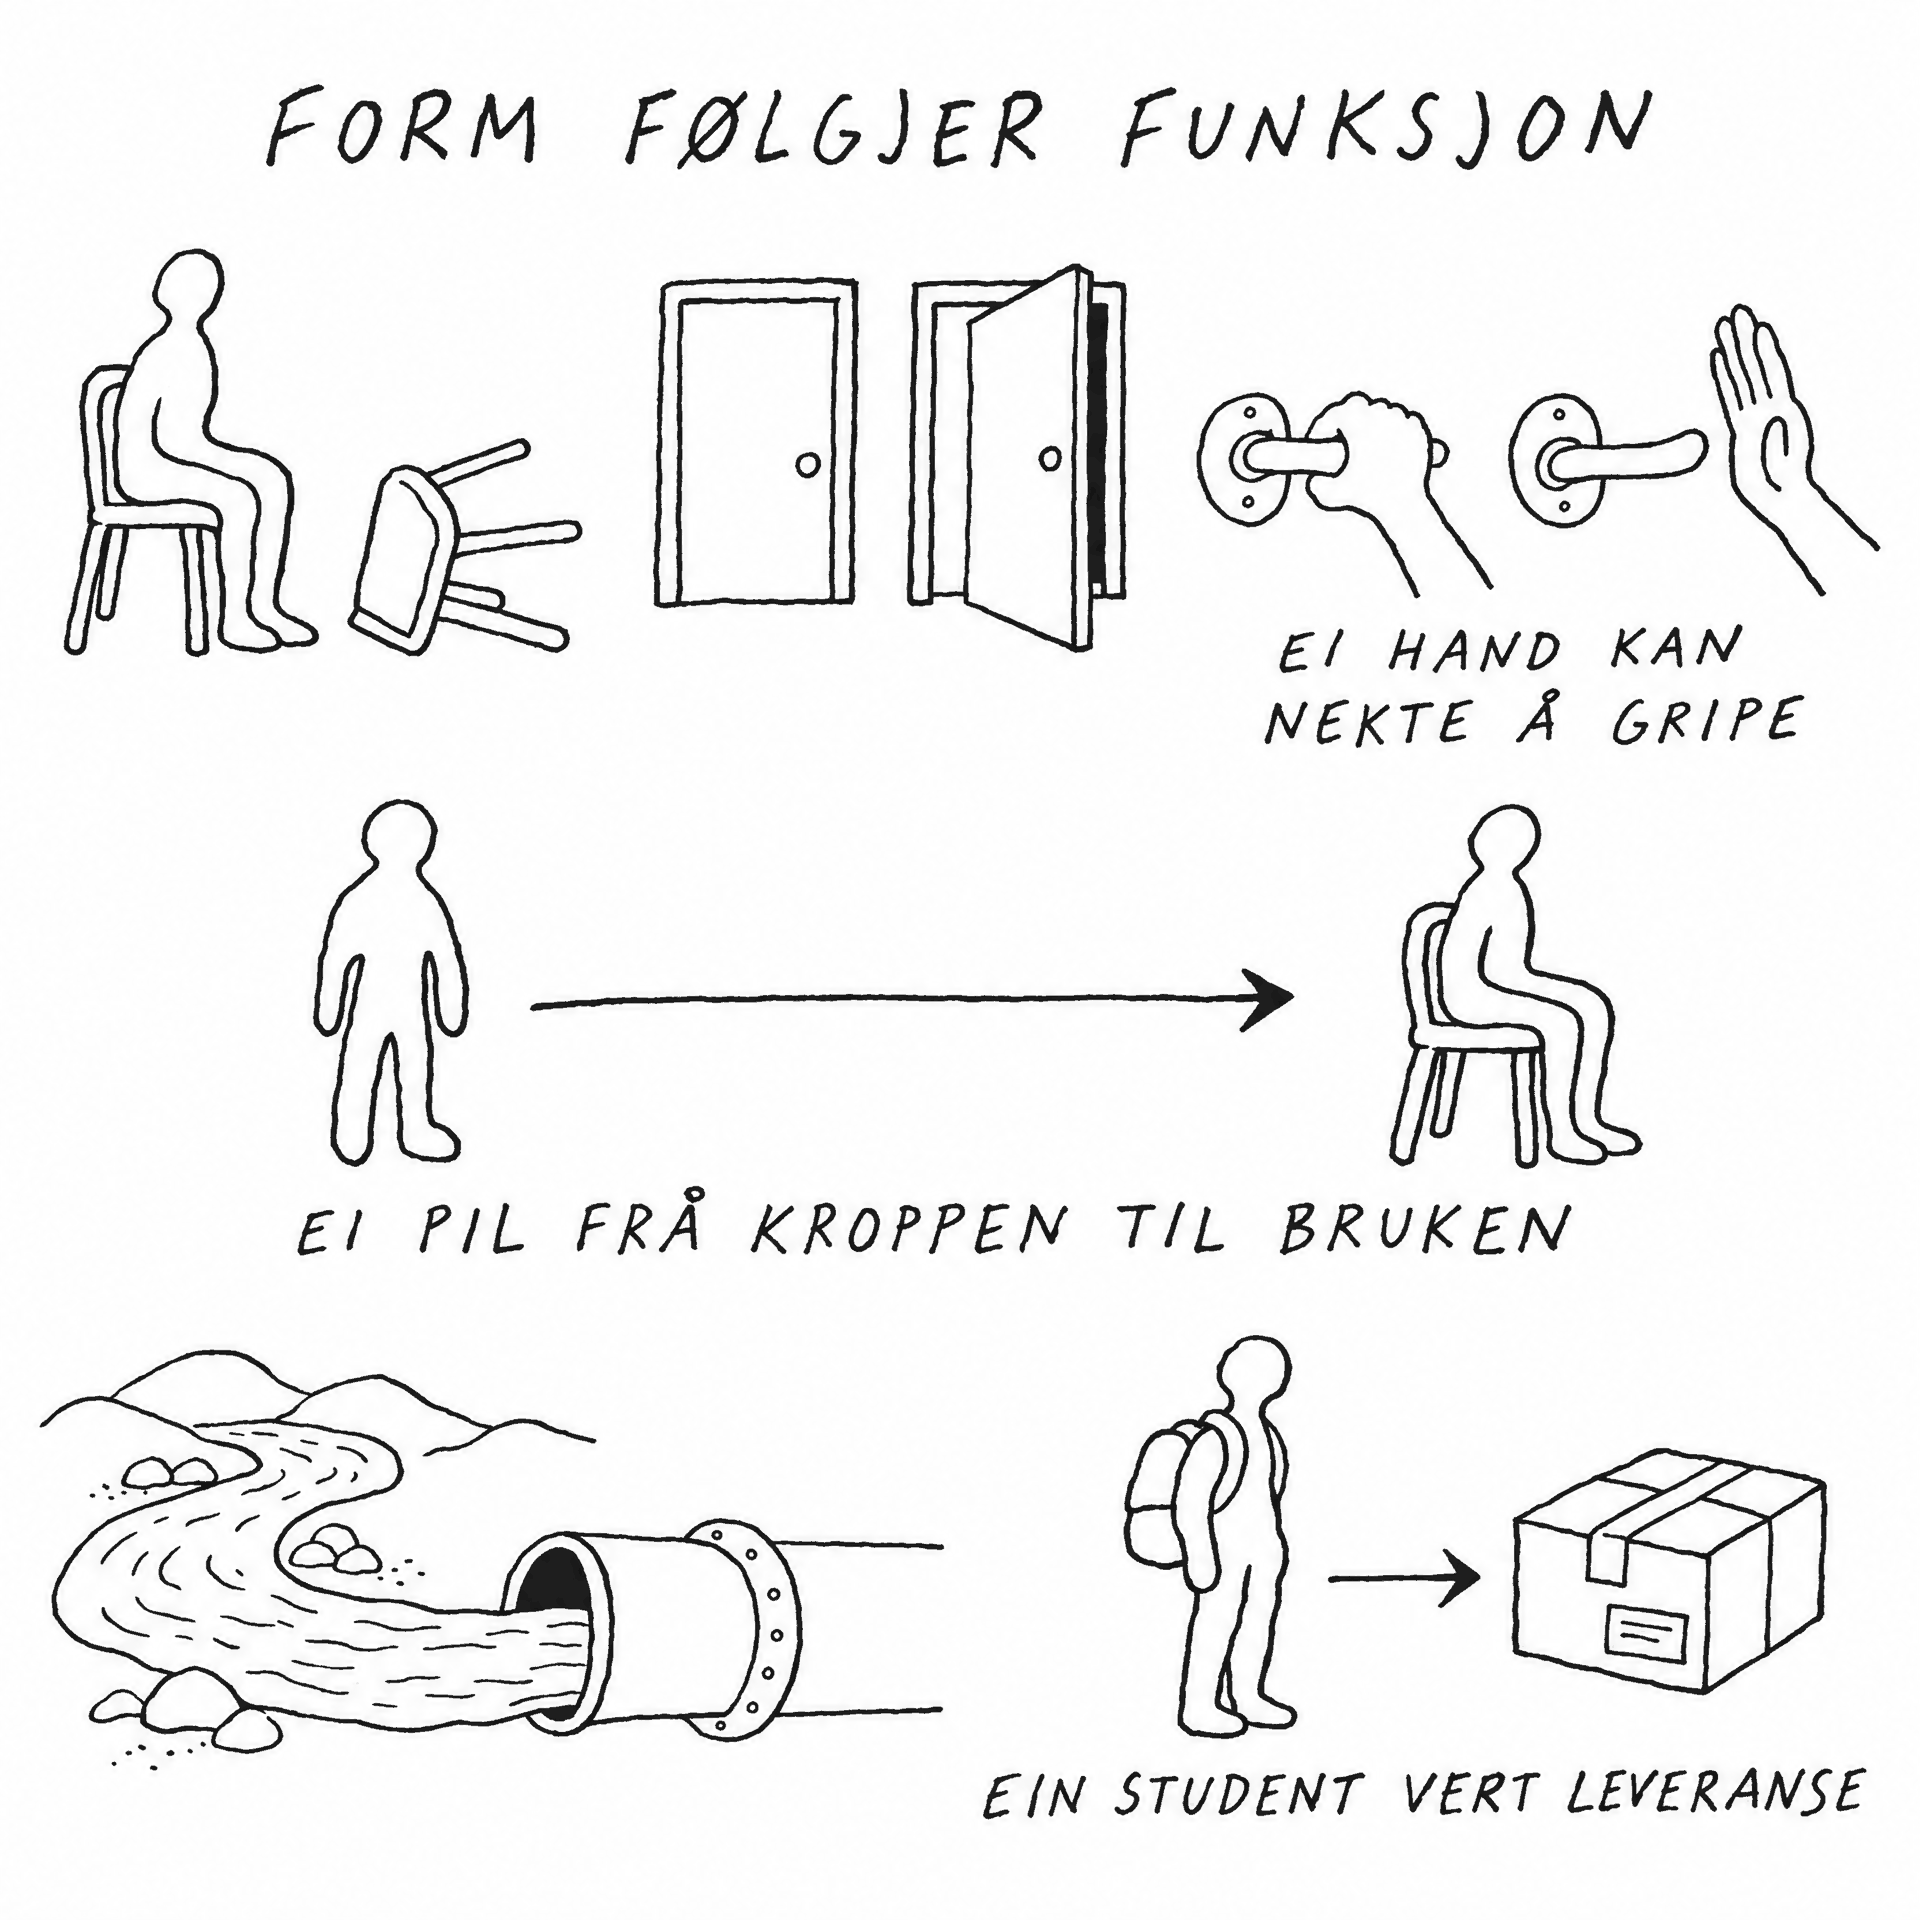 FORM FØLGJER FUNKSJON
EI HAND KAN
NEKTE Å GRIPE
EI PIL FRÅ KROPPEN TIL BRUKEN
EIN STUDENT VERT LEVERANSE